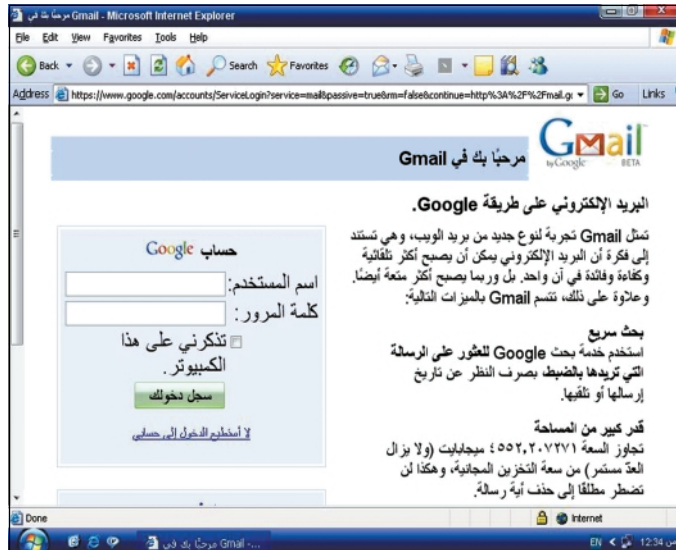 مرحبًا بك في Gmail - Microsoft Internet Explorer
File Edit View Favorites Tools Help
Back Search Favorites
Address https://www.google.com/accounts/ServiceLogin?service=mail&passive=true&rm=false&continue=http%3A%2F%2Fmail.g Go Links
Gmail
by Google BETA
مرحبًا بك في Gmail
البريد الإلكتروني على طريقة Google.
تمثل Gmail تجربة لنوع جديد من بريد الويب، وهي تستند
إلى فكرة أن البريد الإلكتروني يمكن أن يصبح أكثر تلقائية
وكفاءة وفائدة في آن واحد. بل وربما يصبح أكثر متعة أيضًا.
وعلاوة على ذلك، تتسم Gmail بالميزات التالية:
بحث سريع
استخدم خدمة بحث Google للعثور على الرسالة
التي تريدها بالضبط بصرف النظر عن تاريخ
إرسالها أو تلقيها.
قدر كبير من المساحة
تجاوز السعة ٤٥٥٢,٢٠٧٢٧١ ميجابايت (ولا يزال
العدّ مستمر) من سعة التخزين المجانية، وهكذا لن
تضطر مطلقًا إلى حذف أية رسالة.
حساب Google
اسم المستخدم:
كلمة المرور:
تذكرني على هذا
الكمبيوتر.
سجل دخولك
لا أستطيع الدخول إلى حسابي
Done Internet
مرحبًا بك في Gmail -... EN 12:34 ص